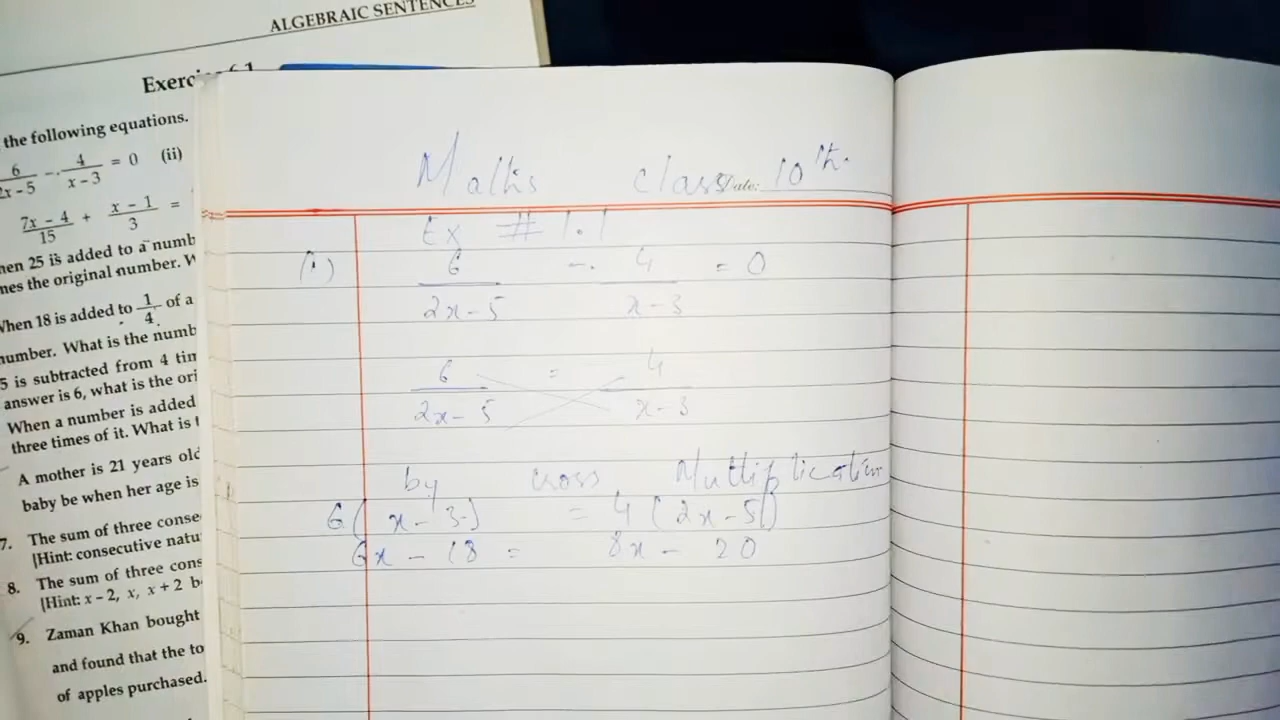 ALGEBRAIC SENTENCES
the following equations.
6/2x-5 - 4/x-3 = 0 (ii)
7x-4/15 + x-1/3 =
25 is added to a numb
the original number.
When 18 is added to 1/4 of a
number. What is the numb
5 is subtracted from 4 tim
answer is 6, what is the ori
When a number is added
three times of it. What is
A mother is 21 years old
baby be when her age is
7. The sum of three conse
[Hint: consecutive natu
8. The sum of three cons
[Hint: x-2, x, x+2 b
9. Zaman Khan bought
and found that the to
of apples purchased.
Maths class Date: 10th.
Ex # 1.1
(i) 6/2x-5 - 4/x-3 = 0
6/2x-5 = 4/x-3
by cross Multiplication
6(x-3) = 4(2x-5)
6x-18 = 8x-20